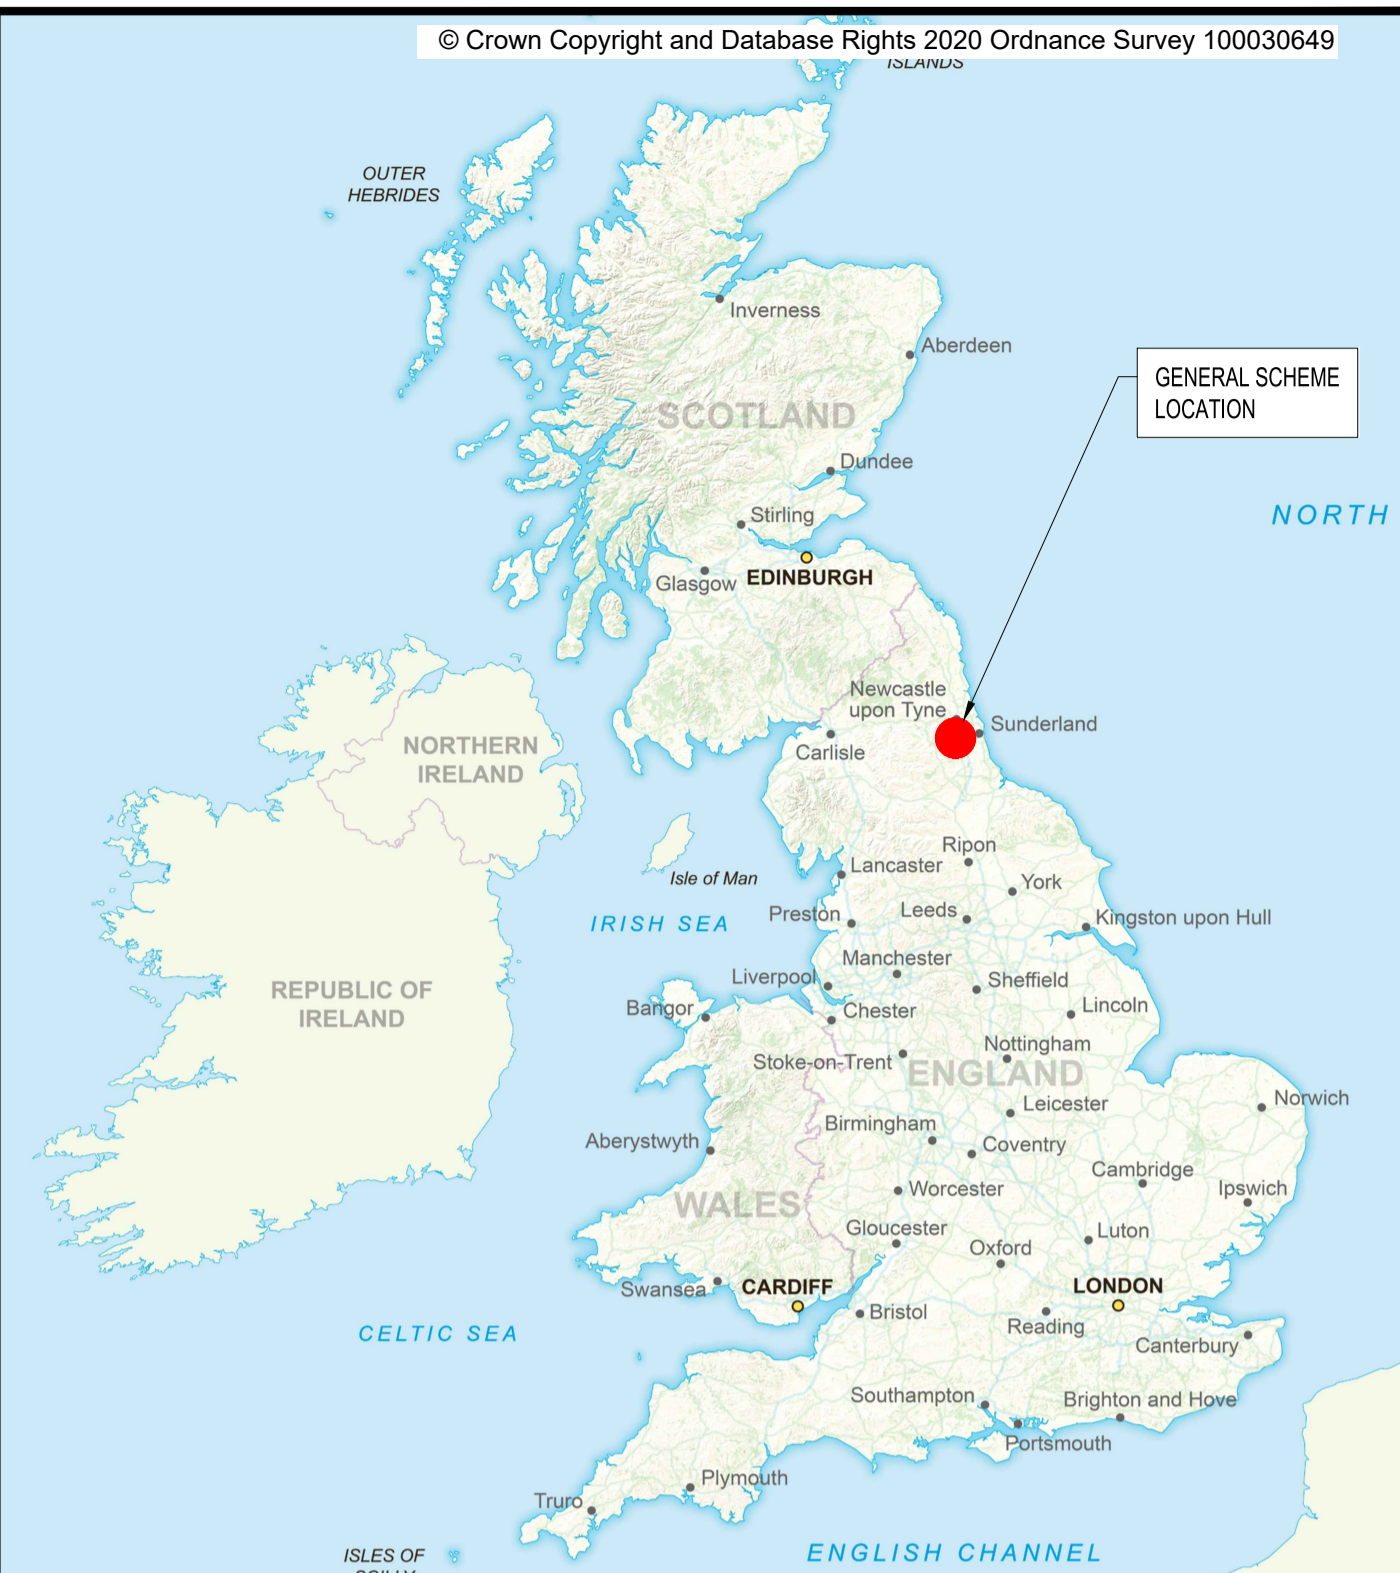 © Crown Copyright and Database Rights 2020 Ordnance Survey 100030649
ISLANDS
OUTER
HEBRIDES
Inverness
Aberdeen
GENERAL SCHEME
LOCATION
SCOTLAND
Dundee
NORTH
Stirling
EDINBURGH
Glasgow
Newcastle
upon Tyne
Sunderland
Carlisle
NORTHERN
IRELAND
Ripon
Lancaster
Isle of Man
York
IRISH SEA
Preston
Leeds
Kingston upon Hull
Manchester
Liverpool
Sheffield
REPUBLIC OF
IRELAND
Bangor
Chester
Lincoln
Nottingham
Stoke-on-Trent
ENGLAND
Norwich
Leicester
Birmingham
Aberystwyth
Coventry
Cambridge
Worcester
Ipswich
WALES
Gloucester
Luton
Oxford
Swansea
CARDIFF
LONDON
Bristol
Reading
CELTIC SEA
Canterbury
Southampton
Brighton and Hove
Portsmouth
Plymouth
Truro
ISLES OF
SCILLY
ENGLISH CHANNEL